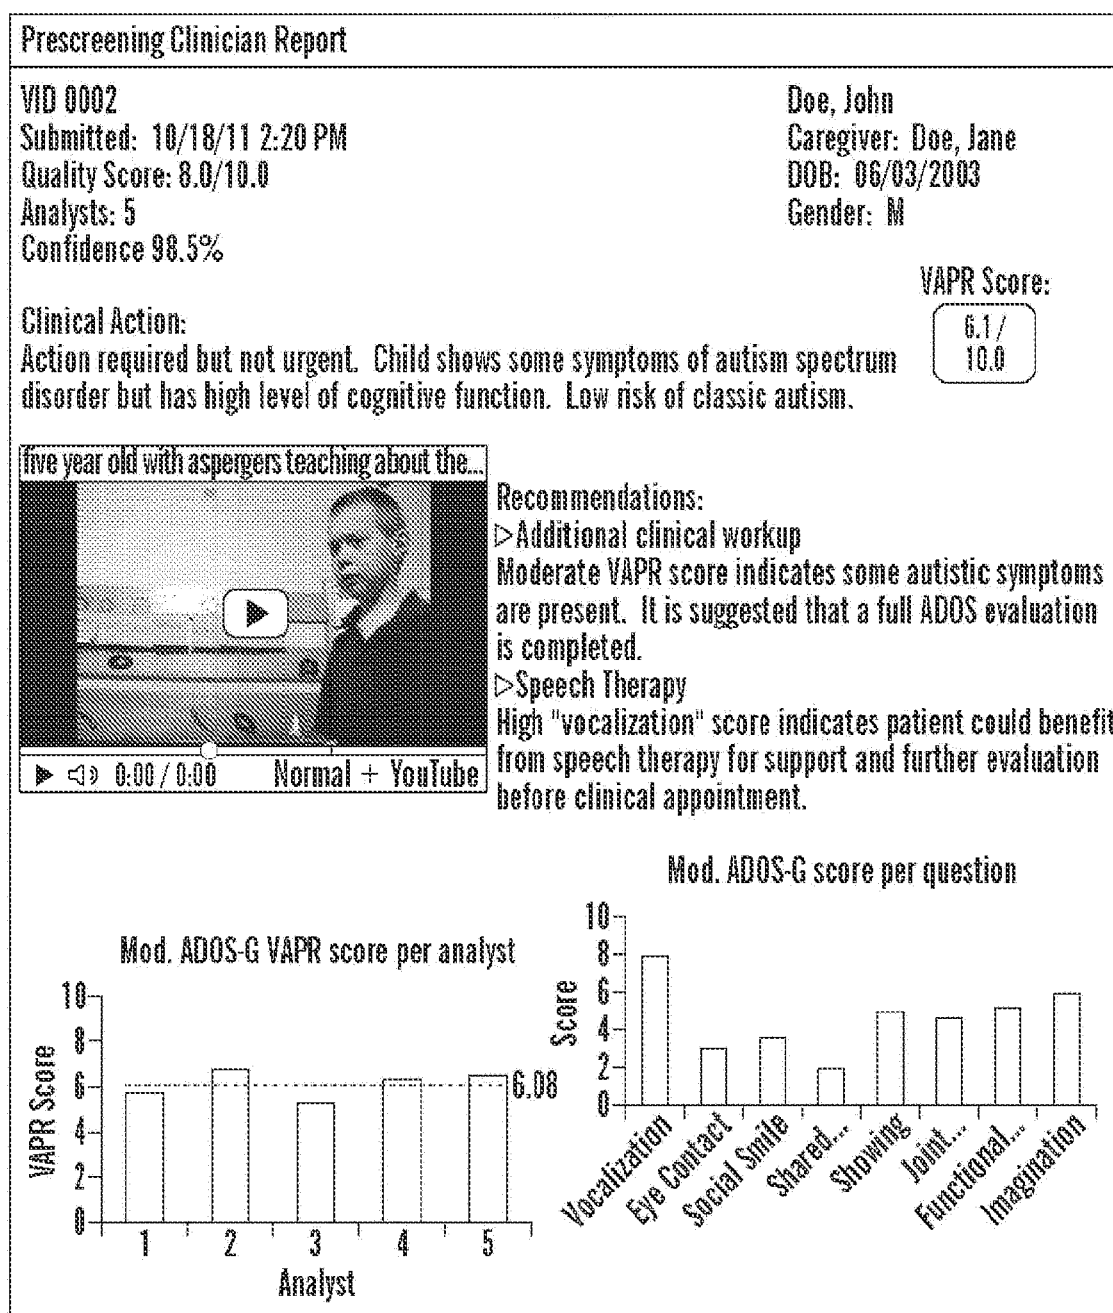 Prescreening Clinician Report
VID 0002
Submitted: 10/18/11 2:20 PM
Quality Score: 8.0/10.0
Analysts: 5
Confidence 98.5%
Doe, John
Caregiver: Doe, Jane
DOB: 06/03/2003
Gender: M
VAPR Score:
6.1 /
10.0
Clinical Action:
Action required but not urgent. Child shows some symptoms of autism spectrum
disorder but has high level of cognitive function. Low risk of classic autism.
five year old with aspergers teaching about the...
0:00 / 0:00 Normal + YouTube
Recommendations:
▷Additional clinical workup
Moderate VAPR score indicates some autistic symptoms
are present. It is suggested that a full ADOS evaluation
is completed.
▷Speech Therapy
High "vocalization" score indicates patient could benefit
from speech therapy for support and further evaluation
before clinical appointment.
Mod. ADOS-G VAPR score per analyst
10
8
6
4
2
0
VAPR Score
6.08
1 2 3 4 5
Analyst
Mod. ADOS-G score per question
10
8
6
4
2
0
Score
Vocalization
Eye Contact
Social Smile
Shared...
Showing
Joint...
Functional...
Imagination